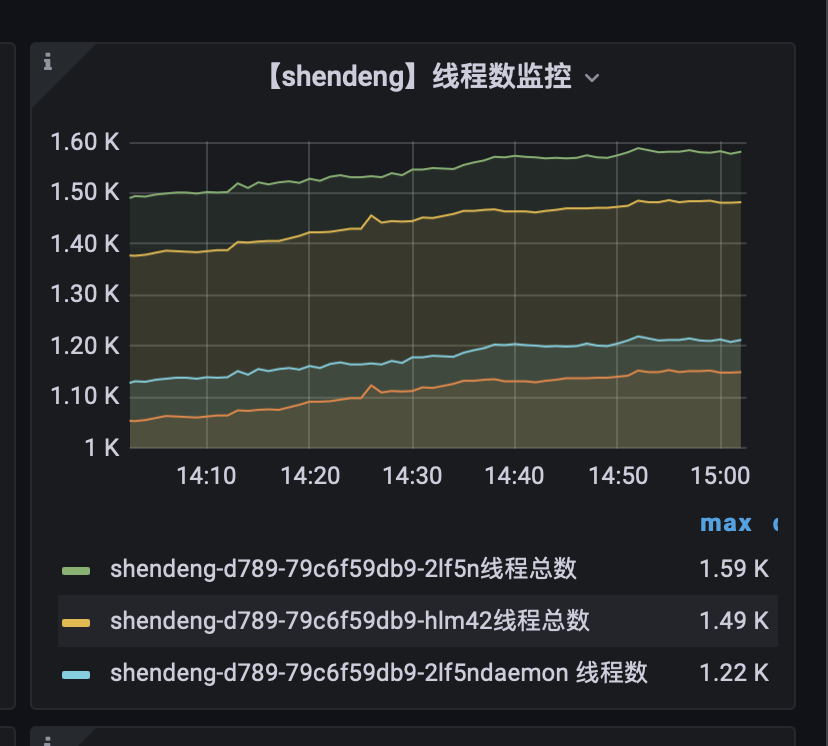 【shendeng】线程数监控
1.60 K
1.50 K
1.40 K
1.30 K
1.20 K
1.10 K
1 K
14:10 14:20 14:30 14:40 14:50 15:00
max
shendeng-d789-79c6f59db9-2lf5n线程总数 1.59 K
shendeng-d789-79c6f59db9-hlm42线程总数 1.49 K
shendeng-d789-79c6f59db9-2lf5ndaemon 线程数 1.22 K